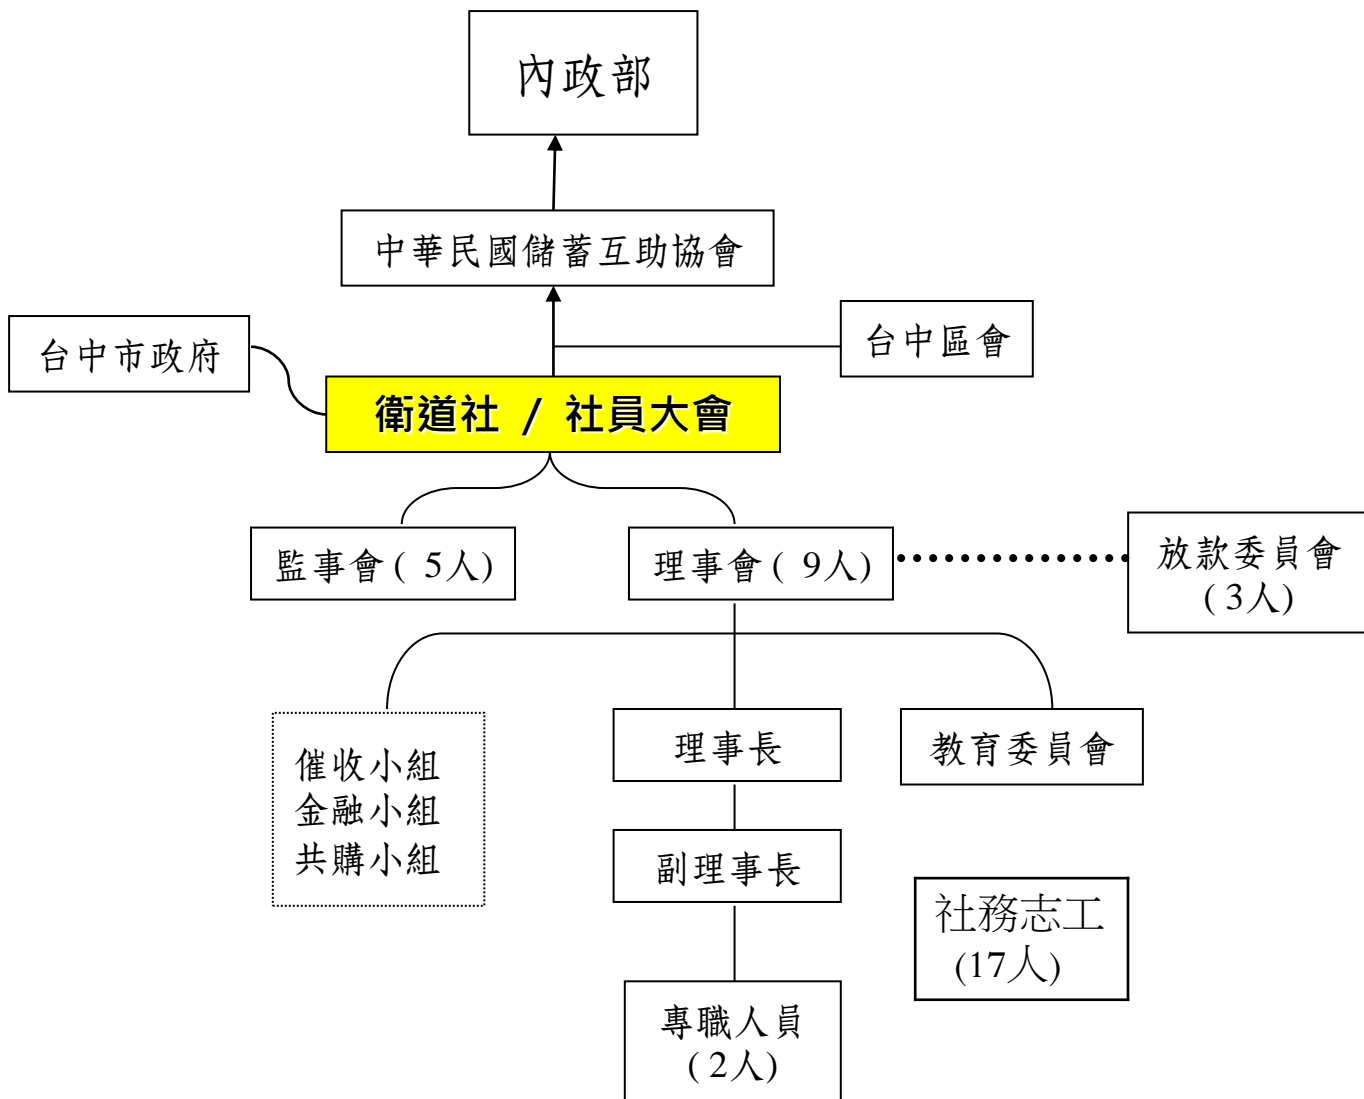 內政部
中華民國儲蓄互助協會
台中市政府
台中區會
衛道社 / 社員大會
監事會( 5人)
理事會( 9人)
放款委員會
( 3人)
催收小組
金融小組
共購小組
理事長
教育委員會
副理事長
社務志工
(17人)
專職人員
( 2人)